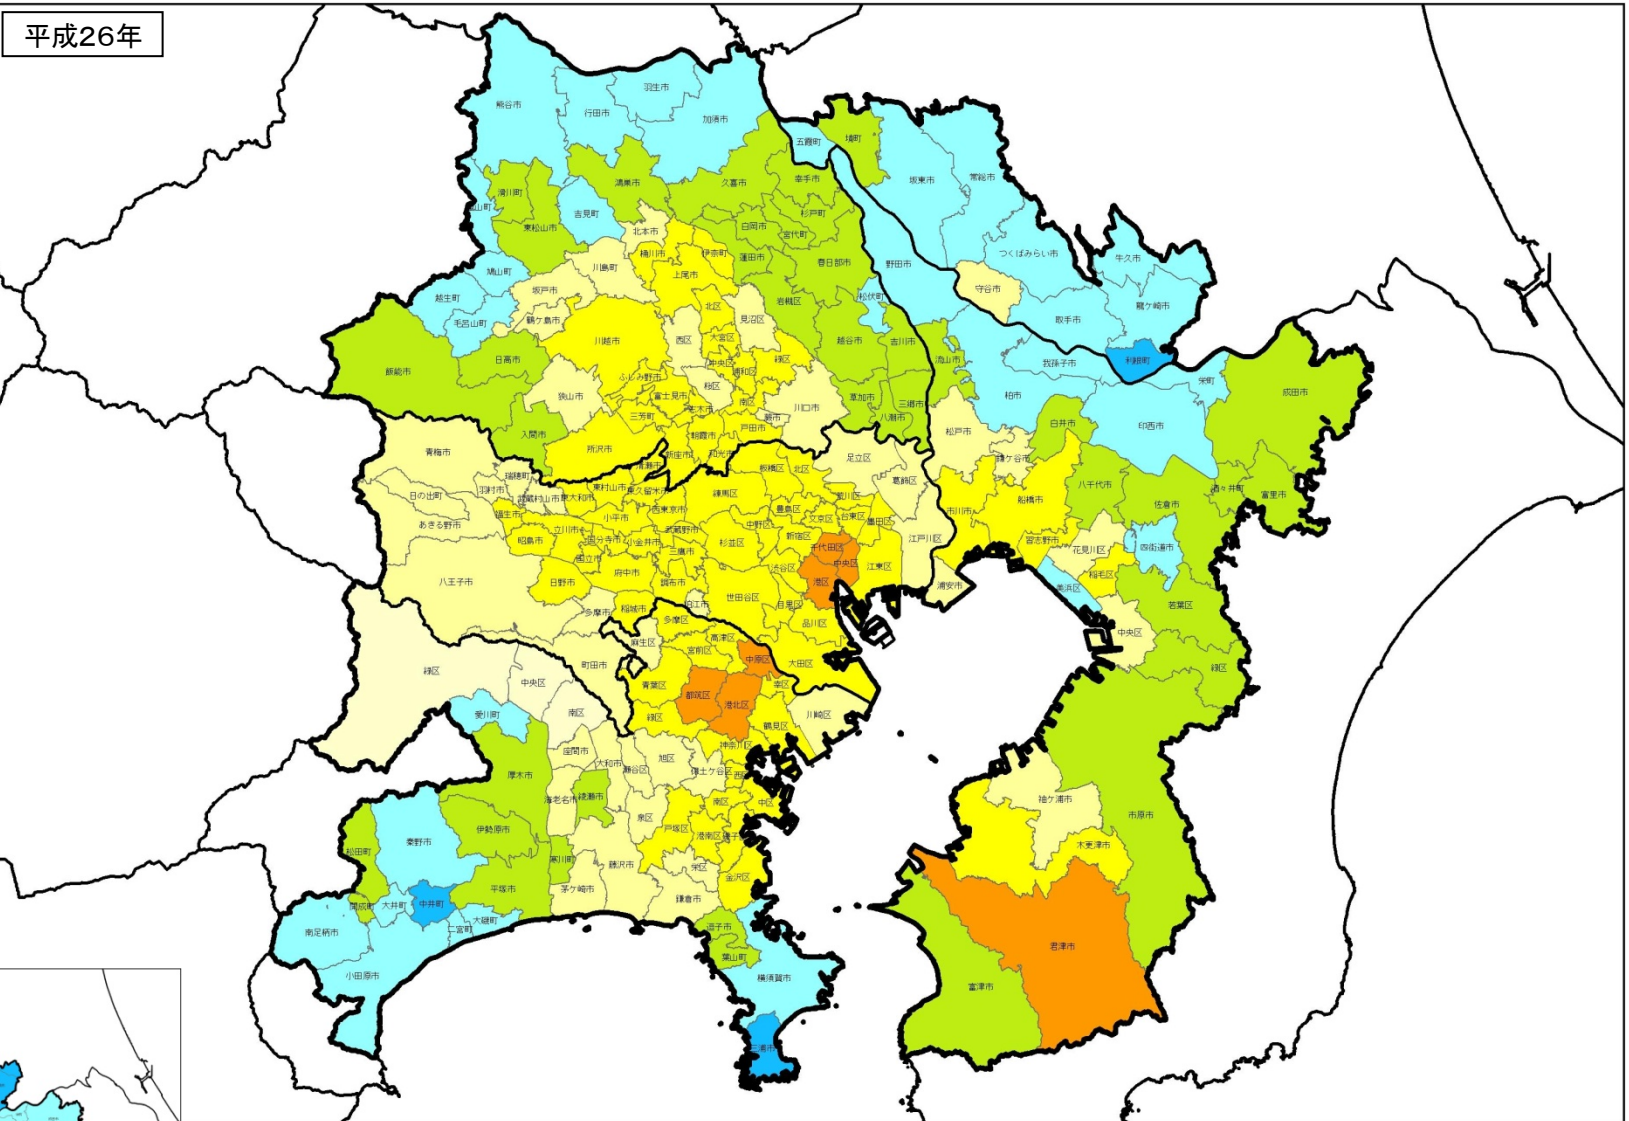 平成26年
熊谷市
行田市
羽生市
加須市
五霞町
境町
坂東市
常総市
滑川町
鴻巣市
久喜市
幸手市
東松山市
吉見町
杉戸町
北本市
白岡市
宮代町
桶川市
伊奈町
蓮田市
春日部市
野田市
つくばみらい市
牛久市
鳩山町
川島町
上尾市
守谷市
越生町
坂戸市
岩槻区
松伏町
取手市
龍ケ崎市
毛呂山町
鶴ケ島市
北区
見沼区
川越市
西区
大宮区
越谷市
吉川市
日高市
緑区
流山市
我孫子市
利根町
飯能市
ふじみ野市
中央区
浦和区
栄町
狭山市
富士見市
桜区
柏市
成田市
三芳町
志木市
南区
川口市
草加市
三郷市
八潮市
蕨市
白井市
印西市
入間市
所沢市
朝霞市
戸田市
松戸市
新座市
和光市
鎌ケ谷市
青梅市
清瀬市
板橋区
北区
足立区
瑞穂町
葛飾区
八千代市
日の出町
羽村市
武蔵村山市
東大和市
東村山市
東久留米市
練馬区
荒川区
船橋市
佐倉市
酒々井町
富里市
福生市
西東京市
豊島区
市川市
あきる野市
小平市
文京区
台東区
墨田区
立川市
武蔵野市
中野区
昭島市
国分寺市
小金井市
杉並区
新宿区
江戸川区
習志野市
三鷹市
千代田区
花見川区
四街道市
国立市
中央区
江東区
八王子市
日野市
府中市
調布市
渋谷区
港区
浦安市
美浜区
稲毛区
多摩市
稲城市
狛江市
世田谷区
目黒区
若葉区
多摩区
品川区
中央区
麻生区
高津区
宮前区
中原区
大田区
町田市
緑区
緑区
中央区
青葉区
都筑区
港北区
幸区
愛川町
南区
緑区
川崎区
鶴見区
座間市
神奈川区
大和市
瀬谷区
旭区
保土ケ谷区
西区
厚木市
海老名市
綾瀬市
南区
中区
袖ケ浦市
市原市
伊勢原市
泉区
戸塚区
港南区
磯子区
秦野市
木更津市
松田町
寒川町
藤沢市
栄区
金沢区
平塚市
茅ケ崎市
鎌倉市
開成町
大井町
中井町
大磯町
二宮町
逗子市
南足柄市
葉山町
君津市
小田原市
横須賀市
富津市
三浦市